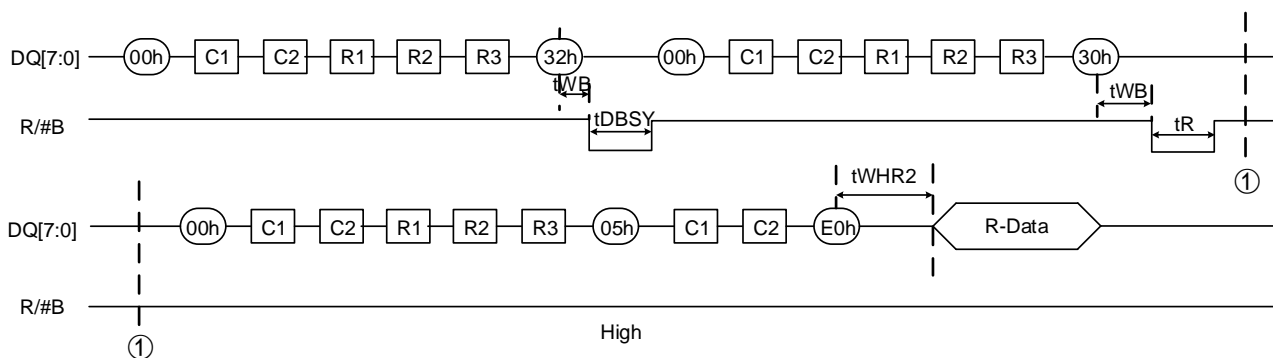 DQ[7:0] 00h C1 C2 R1 R2 R3 32h 00h C1 C2 R1 R2 R3 30h
tWB tWB
R/#B tDBSY tR
①
tWHR2
DQ[7:0] 00h C1 C2 R1 R2 R3 05h C1 C2 E0h R-Data
R/#B
High
①